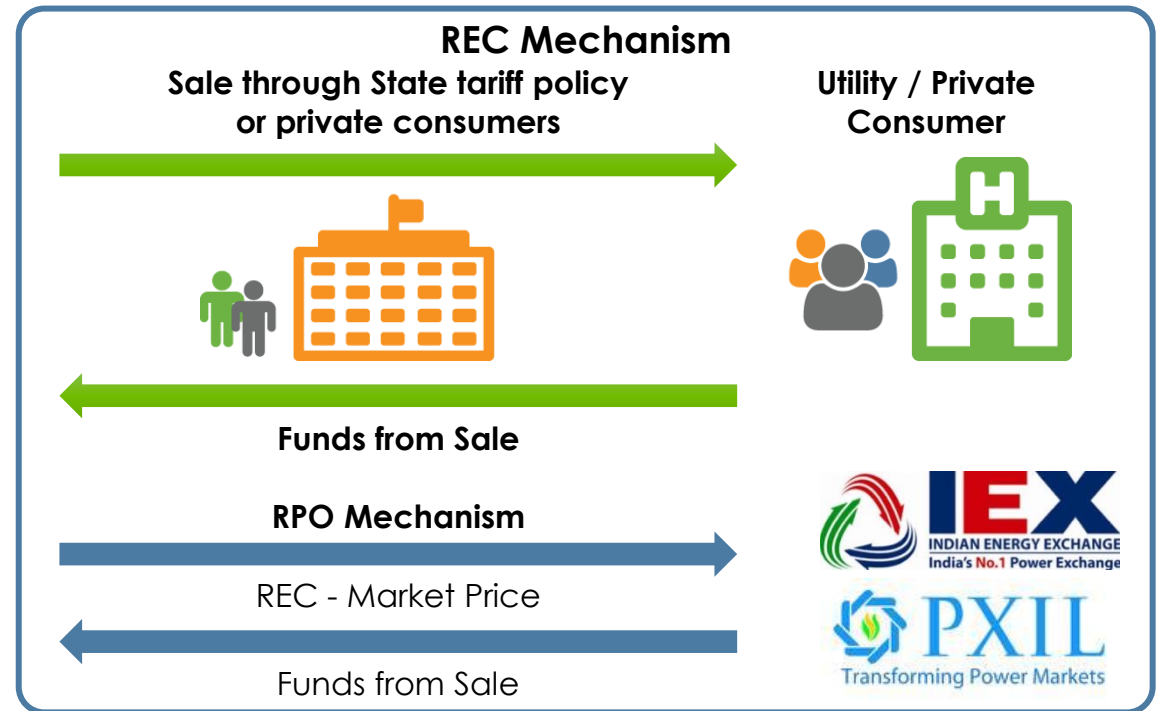 REC Mechanism
Sale through State tariff policy
or private consumers
Utility / Private
Consumer
H
Funds from Sale
RPO Mechanism
REC - Market Price
Funds from Sale
IEX
INDIAN ENERGY EXCHANGE
India's No.1 Power Exchange
PXIL
Transforming Power Markets